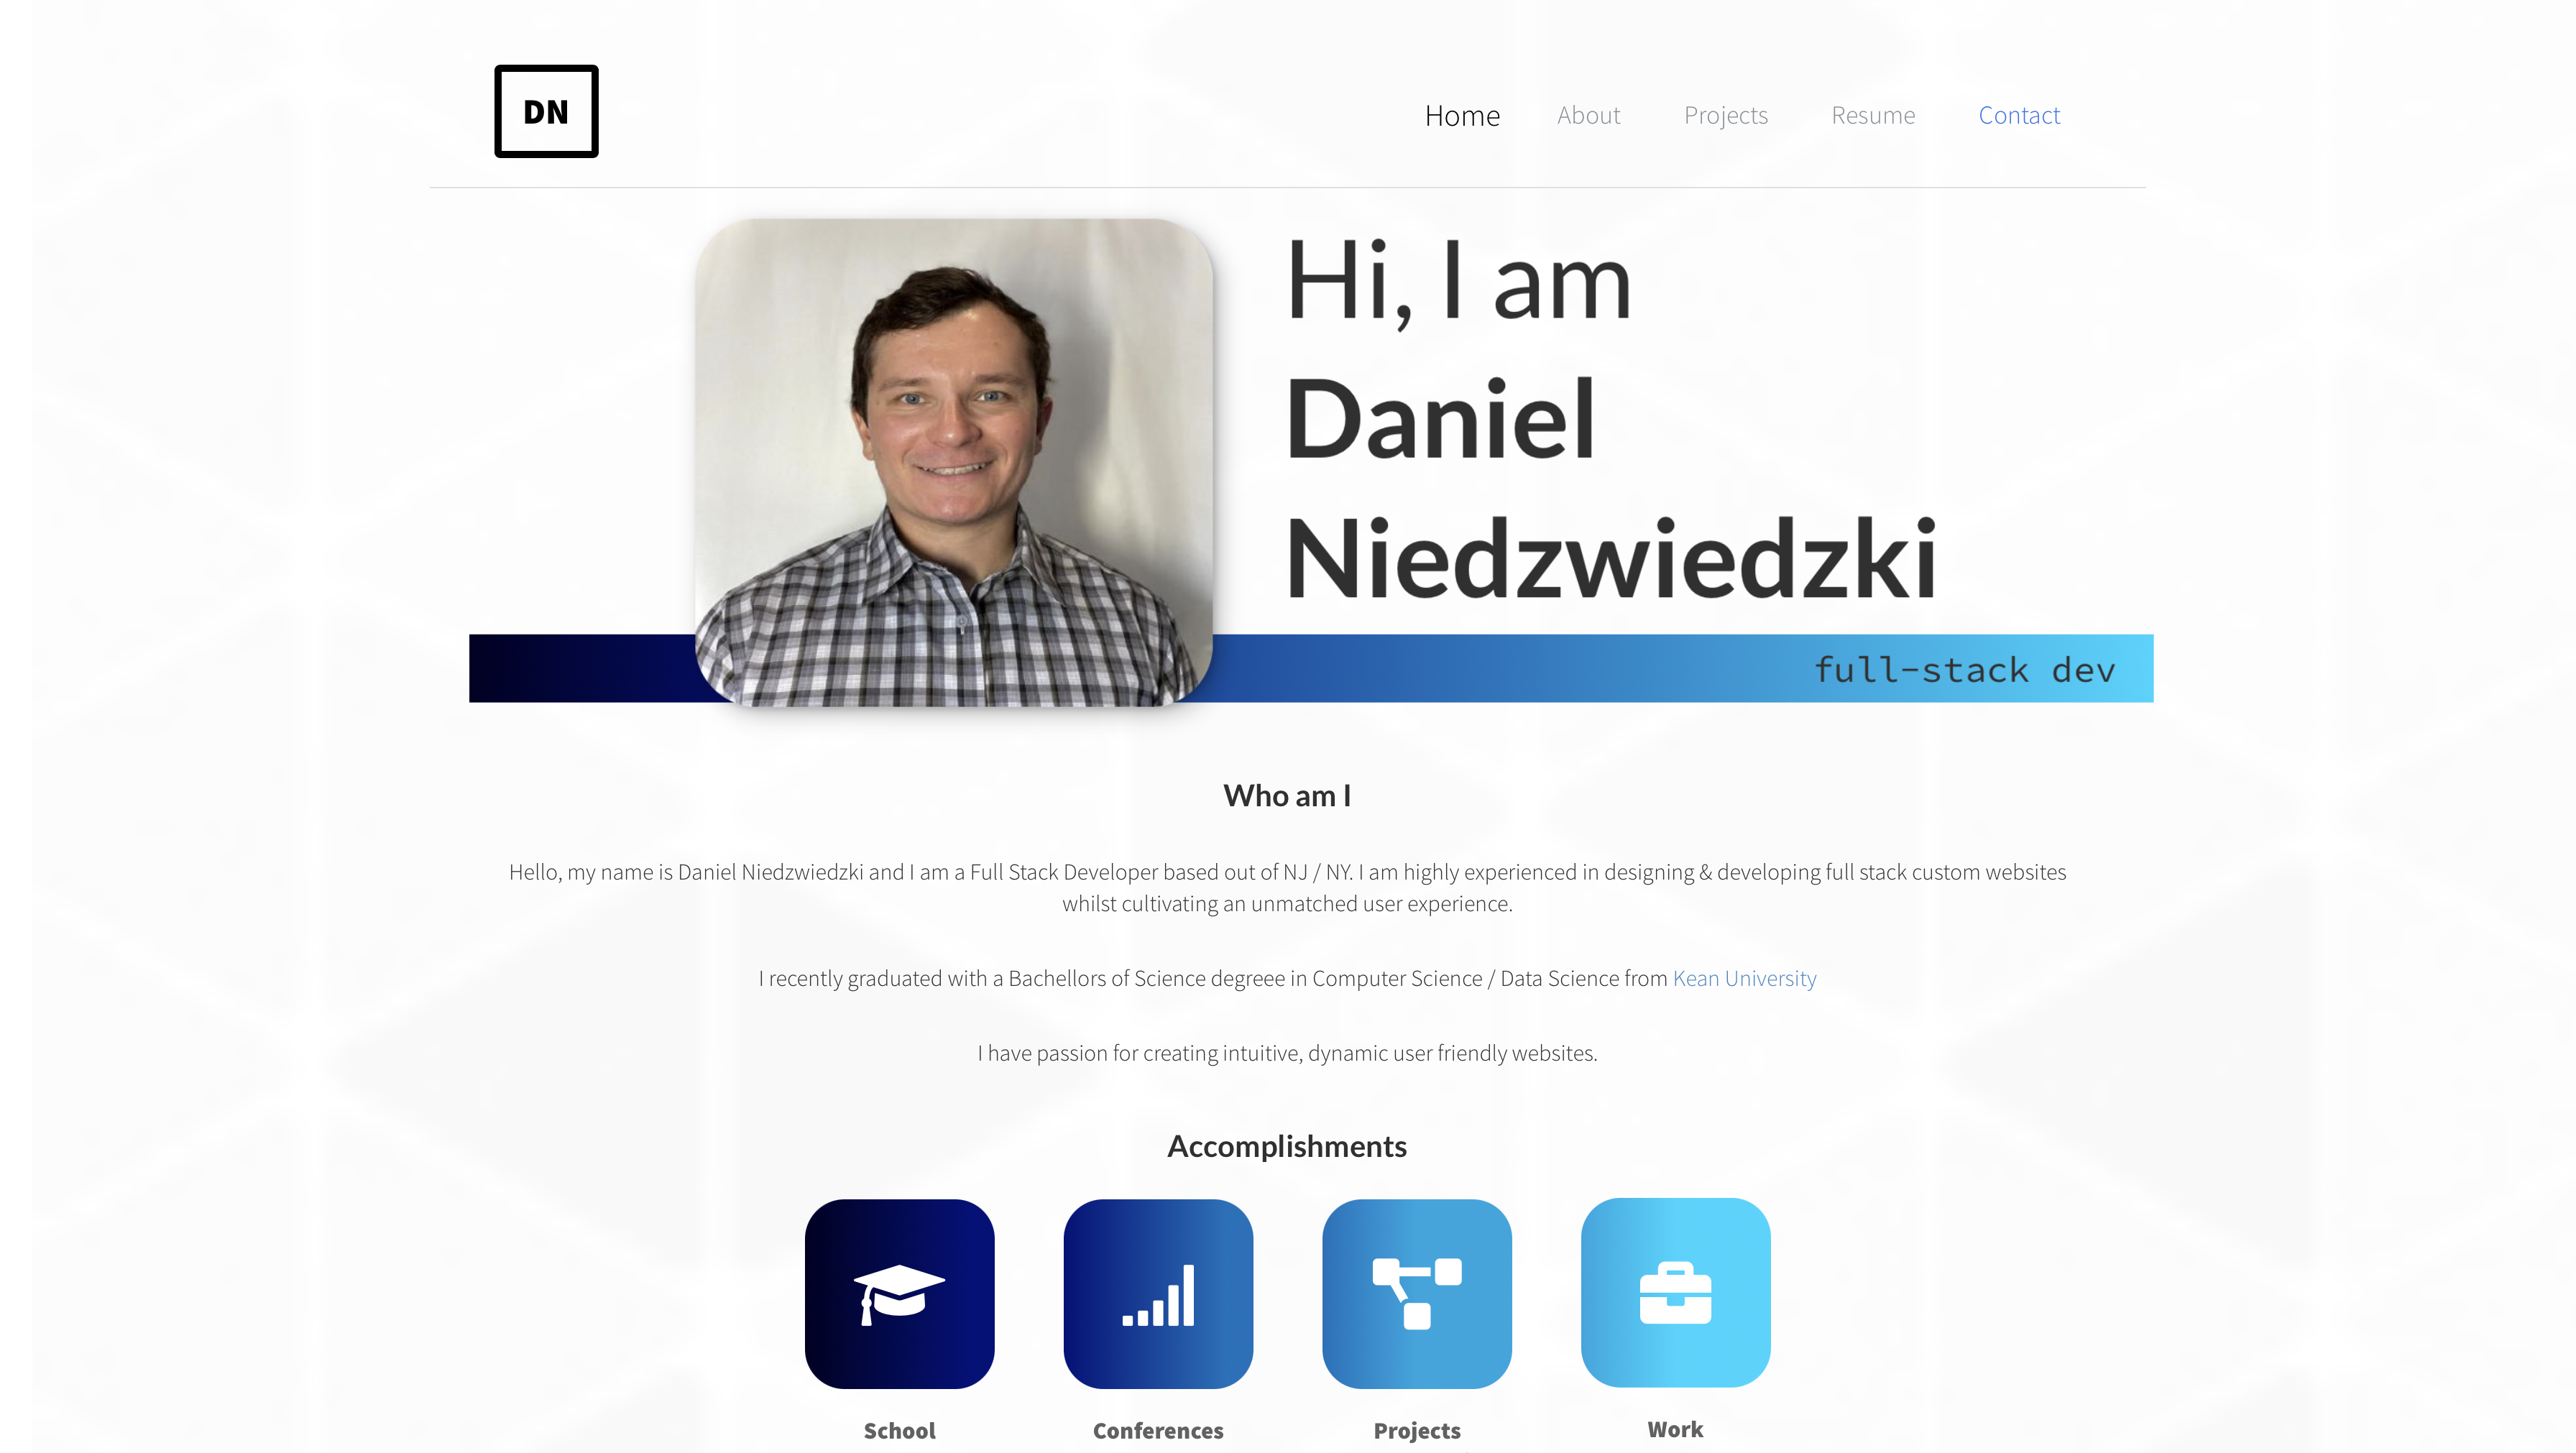 DN
Home About Projects Resume Contact
Hi, I am
Daniel
Niedzwiedzki
full-stack dev
Who am I
Hello, my name is Daniel Niedzwiedzki and I am a Full Stack Developer based out of NJ / NY. I am highly experienced in designing & developing full stack custom websites
whilst cultivating an unmatched user experience.
I recently graduated with a Bachellors of Science degreee in Computer Science / Data Science from Kean University
I have passion for creating intuitive, dynamic user friendly websites.
Accomplishments
School Conferences Projects Work